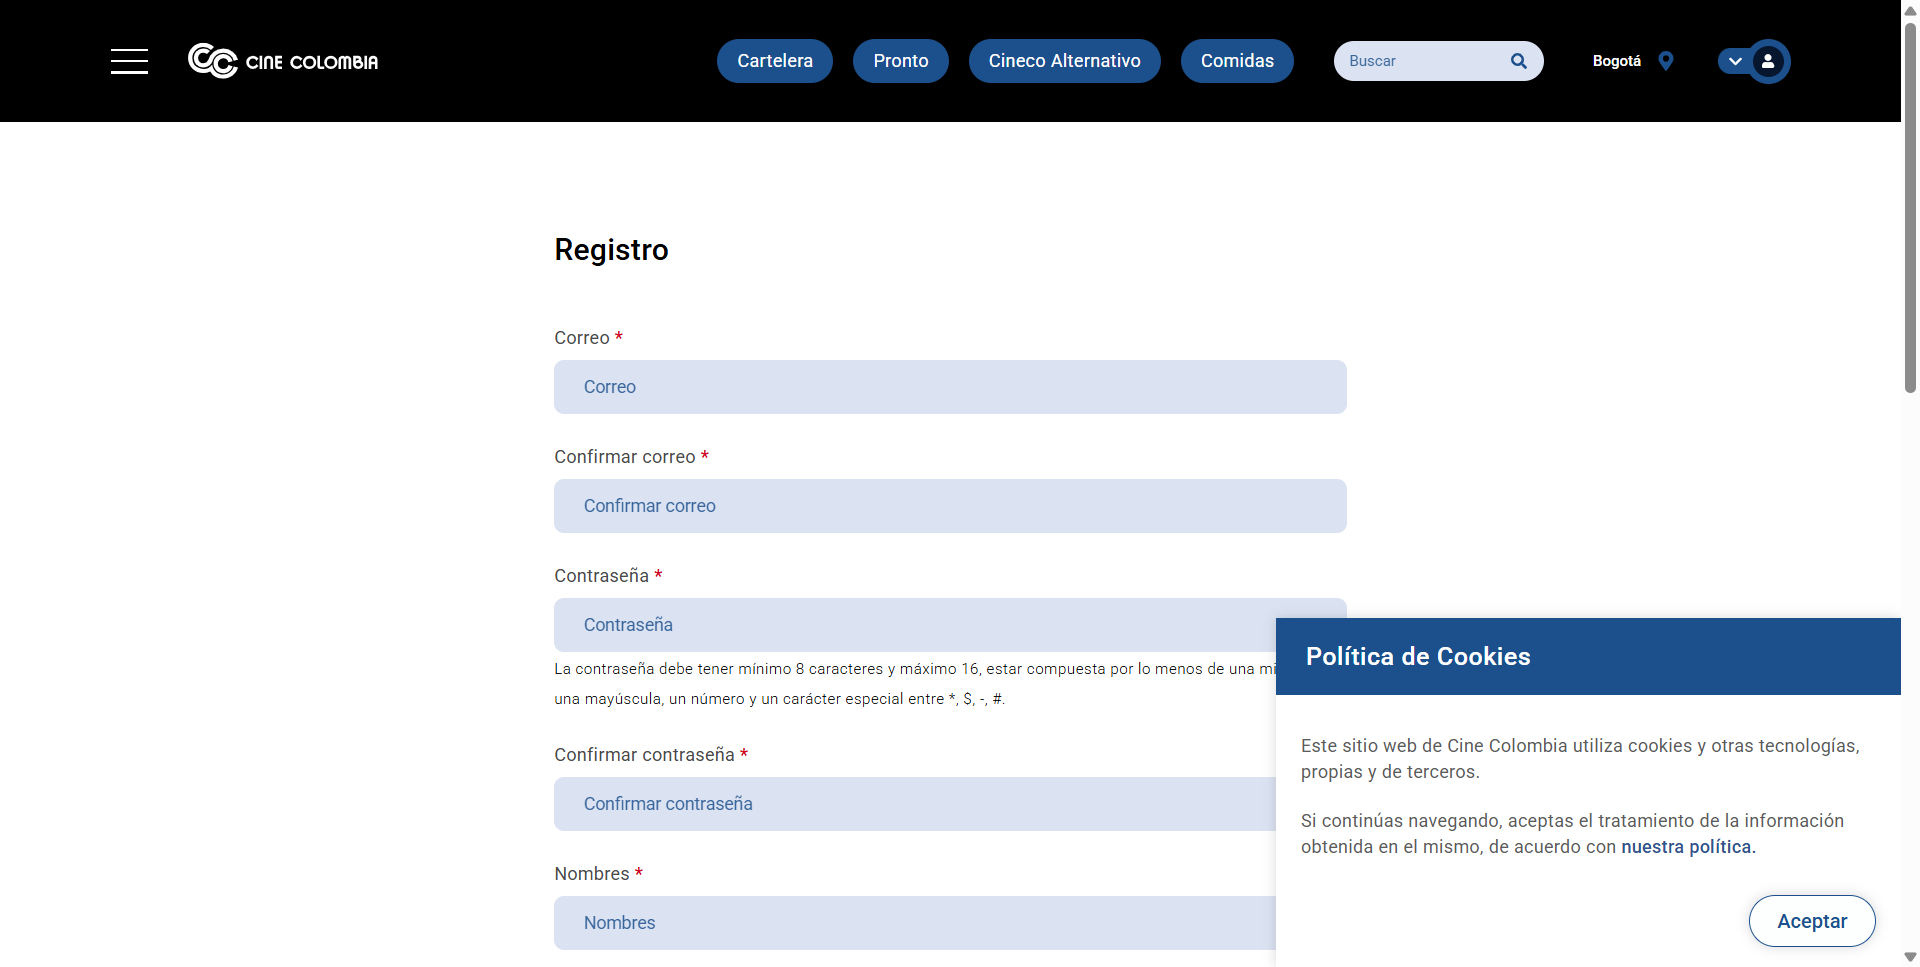 CINE COLOMBIA
Cartelera
Pronto
Cineco Alternativo
Comidas
Buscar
Bogotá
Registro
Correo *
Correo
Confirmar correo *
Confirmar correo
Contraseña *
Contraseña
La contraseña debe tener mínimo 8 caracteres y máximo 16, estar compuesta por lo menos de una
una mayúscula, un número y un carácter especial entre *, $, -, #.
Confirmar contraseña *
Confirmar contraseña
Nombres *
Nombres
Política de Cookies
Este sitio web de Cine Colombia utiliza cookies y otras tecnologías,
propias y de terceros.
Si continúas navegando, aceptas el tratamiento de la información
obtenida en el mismo, de acuerdo con nuestra política.
Aceptar